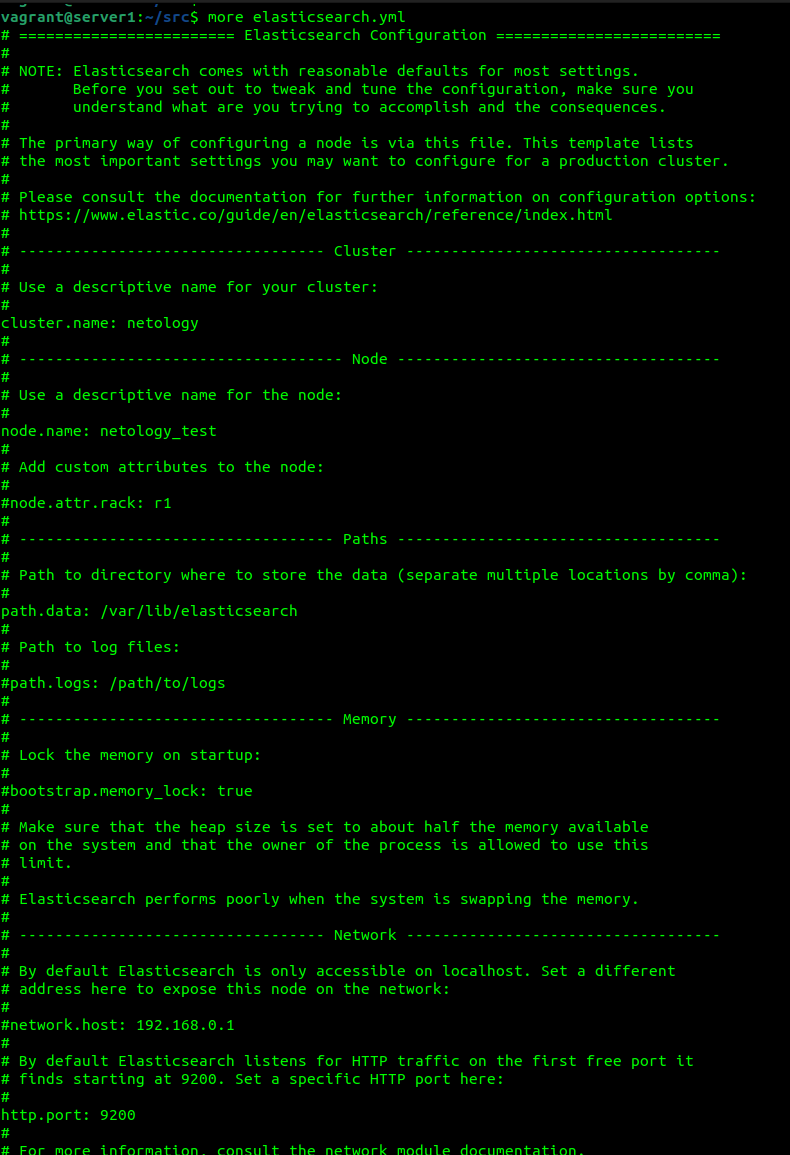 vagrant@server1:~/src$ more elasticsearch.yml
# ======================== Elasticsearch Configuration =========================
#
# NOTE: Elasticsearch comes with reasonable defaults for most settings.
#       Before you set out to tweak and tune the configuration, make sure you
#       understand what are you trying to accomplish and the consequences.
#
# The primary way of configuring a node is via this file. This template lists
# the most important settings you may want to configure for a production cluster.
#
# Please consult the documentation for further information on configuration options:
# https://www.elastic.co/guide/en/elasticsearch/reference/index.html
#
# ---------------------------------- Cluster -----------------------------------
#
# Use a descriptive name for your cluster:
#
cluster.name: netology
#
# ------------------------------------ Node ------------------------------------
#
# Use a descriptive name for the node:
#
node.name: netology_test
#
# Add custom attributes to the node:
#
#node.attr.rack: r1
#
# ----------------------------------- Paths ------------------------------------
#
# Path to directory where to store the data (separate multiple locations by comma):
#
path.data: /var/lib/elasticsearch
#
# Path to log files:
#
#path.logs: /path/to/logs
#
# ----------------------------------- Memory -----------------------------------
#
# Lock the memory on startup:
#
#bootstrap.memory_lock: true
#
# Make sure that the heap size is set to about half the memory available
# on the system and that the owner of the process is allowed to use this
# limit.
#
# Elasticsearch performs poorly when the system is swapping the memory.
#
# ---------------------------------- Network -----------------------------------
#
# By default Elasticsearch is only accessible on localhost. Set a different
# address here to expose this node on the network:
#
#network.host: 192.168.0.1
#
# By default Elasticsearch listens for HTTP traffic on the first free port it
# finds starting at 9200. Set a specific HTTP port here:
#
http.port: 9200
#
# For more information, consult the network module documentation.